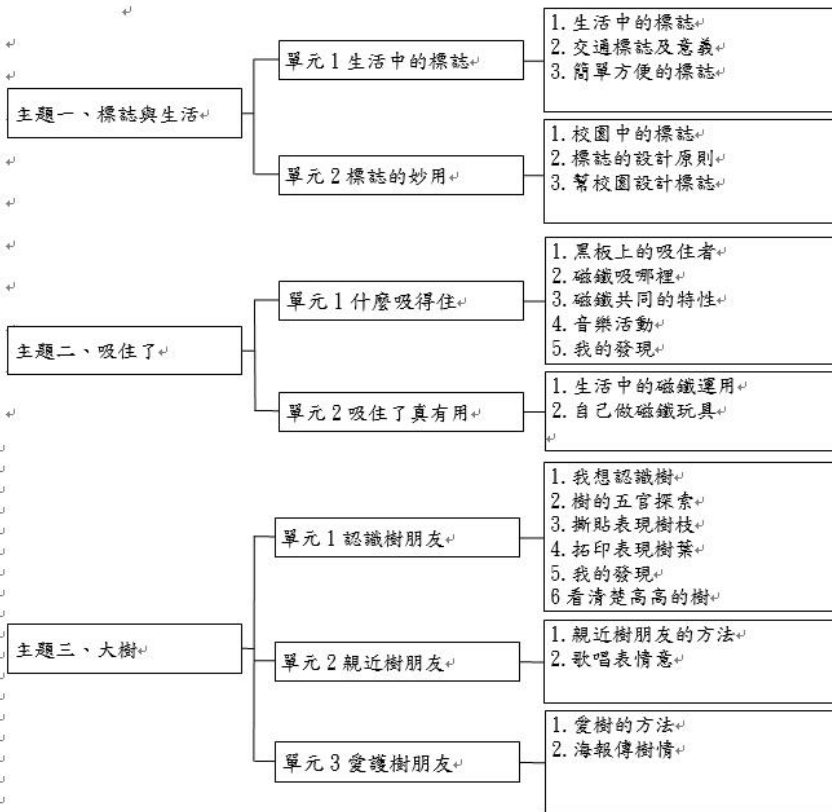 主題一、標誌與生活
單元 1 生活中的標誌
1. 生活中的標誌
2. 交通標誌及意義
3. 簡單方便的標誌
單元 2 標誌的妙用
1. 校園中的標誌
2. 標誌的設計原則
3. 幫校園設計標誌
主題二、吸住了
單元 1 什麼吸得住
1. 黑板上的吸住者
2. 磁鐵吸哪裡
3. 磁鐵共同的特性
4. 音樂活動
5. 我的發現
單元 2 吸住了真有用
1. 生活中的磁鐵運用
2. 自己做磁鐵玩具
主題三、大樹
單元 1 認識樹朋友
1. 我想認識樹
2. 樹的五官探索
3. 撕貼表現樹枝
4. 拓印表現樹葉
5. 我的發現
6 看清楚高高的樹
單元 2 親近樹朋友
1. 親近樹朋友的方法
2. 歌唱表情意
單元 3 愛護樹朋友
1. 愛樹的方法
2. 海報傳樹情